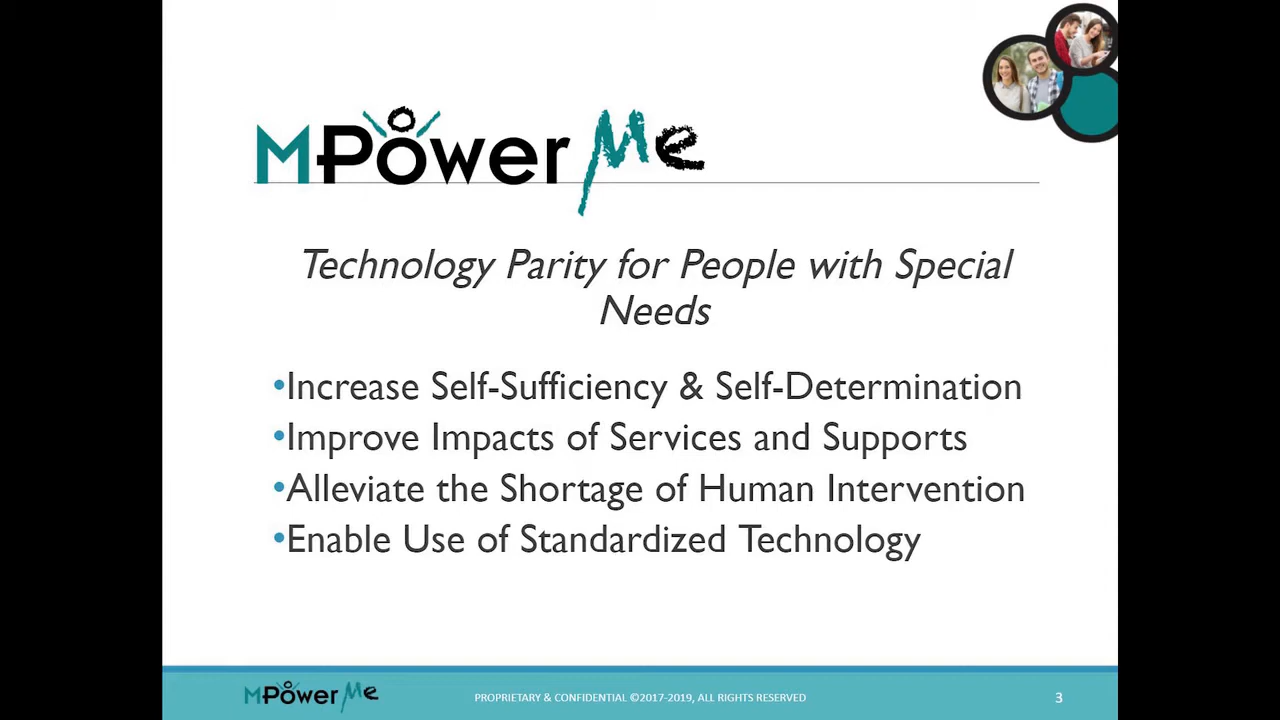 MPower Me
Technology Parity for People with Special
Needs
•Increase Self-Sufficiency & Self-Determination
•Improve Impacts of Services and Supports
•Alleviate the Shortage of Human Intervention
•Enable Use of Standardized Technology
MPower Me
PROPRIETARY & CONFIDENTIAL ©2017-2019, ALL RIGHTS RESERVED
3